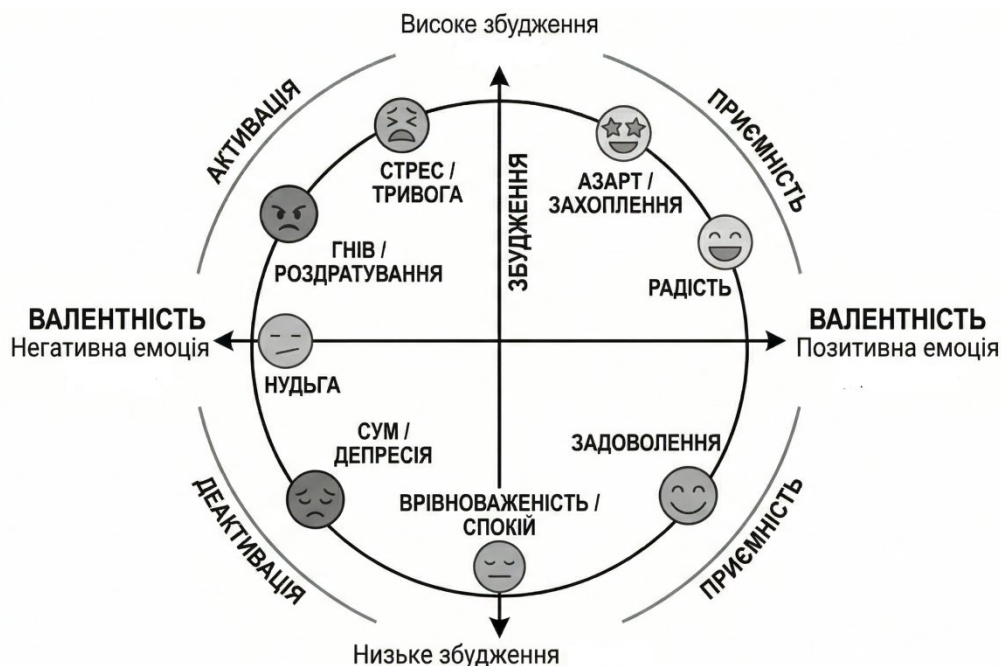 Високе збудження
АКТИВАЦІЯ
ПРИЄМНІСТЬ
СТРЕС /
ТРИВОГА
ЗБУДЖЕННЯ
АЗАРТ /
ЗАХОПЛЕННЯ
ГНІВ /
РОЗДРАТУВАННЯ
РАДІСТЬ
ВАЛЕНТНІСТЬ
Негативна емоція
ВАЛЕНТНІСТЬ
Позитивна емоція
НУДЬГА
СУМ /
ДЕПРЕСІЯ
ЗАДОВОЛЕННЯ
ВРІВНОВАЖЕНІСТЬ /
СПОКІЙ
ДЕАКТИВАЦІЯ
ПРИЄМНІСТЬ
Низьке збудження